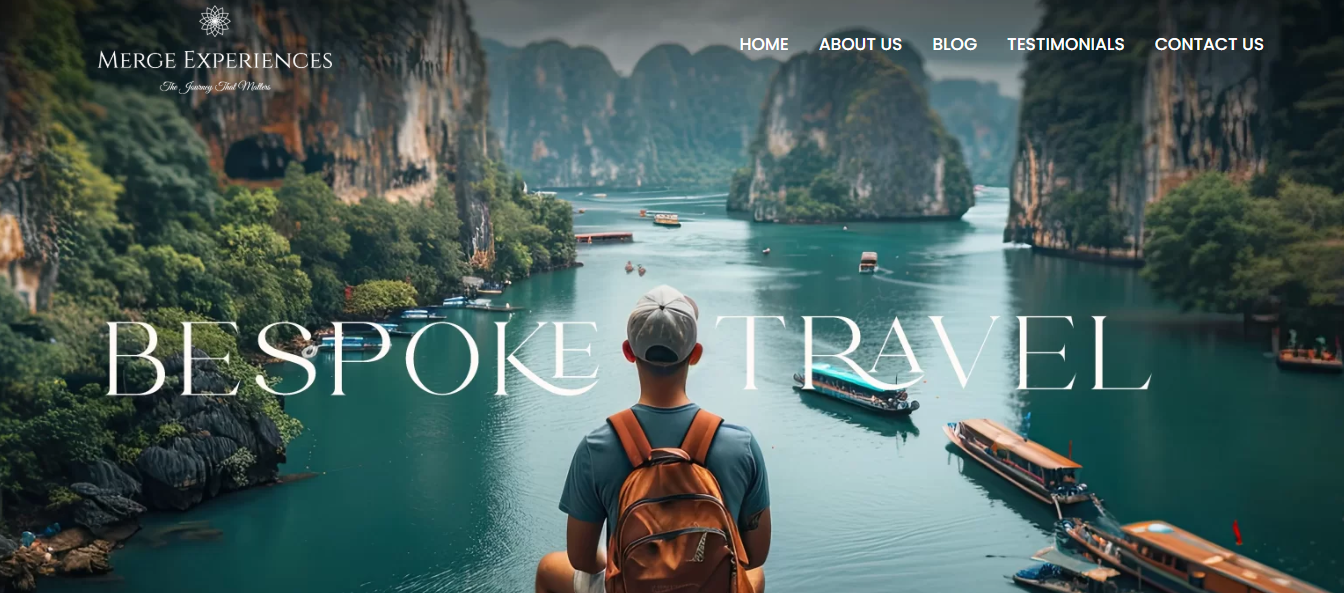 MERGE EXPERIENCES
The Journey That Matters
HOME ABOUT US BLOG TESTIMONIALS CONTACT US
BESPOKE TRAVEL